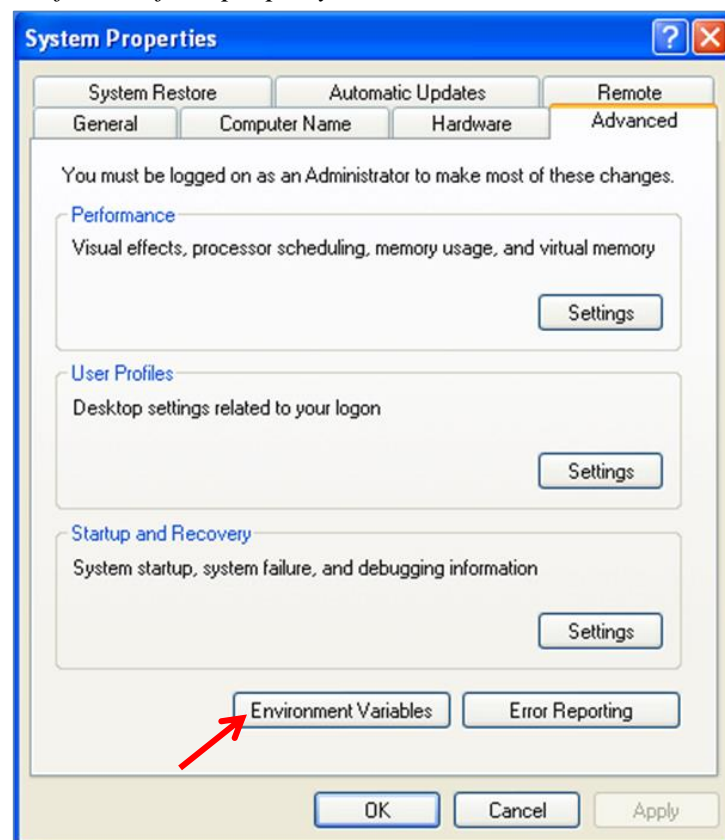 System Properties
System Restore
Automatic Updates
Remote
General
Computer Name
Hardware
Advanced
You must be logged on as an Administrator to make most of these changes.
Performance
Visual effects, processor scheduling, memory usage, and virtual memory
Settings
User Profiles
Desktop settings related to your logon
Settings
Startup and Recovery
System startup, system failure, and debugging information
Settings
Environment Variables
Error Reporting
OK
Cancel
Apply